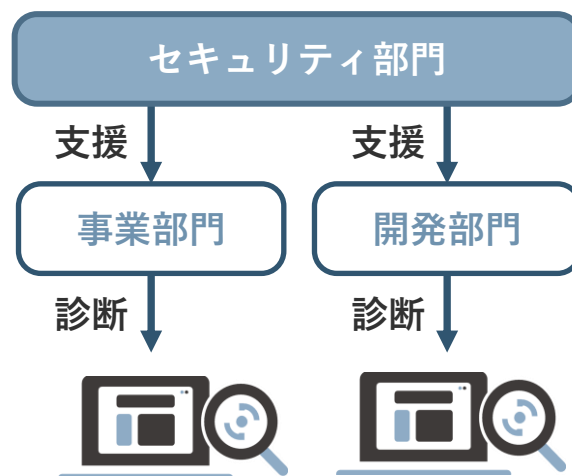 セキュリティ部門
支援 支援
事業部門 開発部門
診断 診断